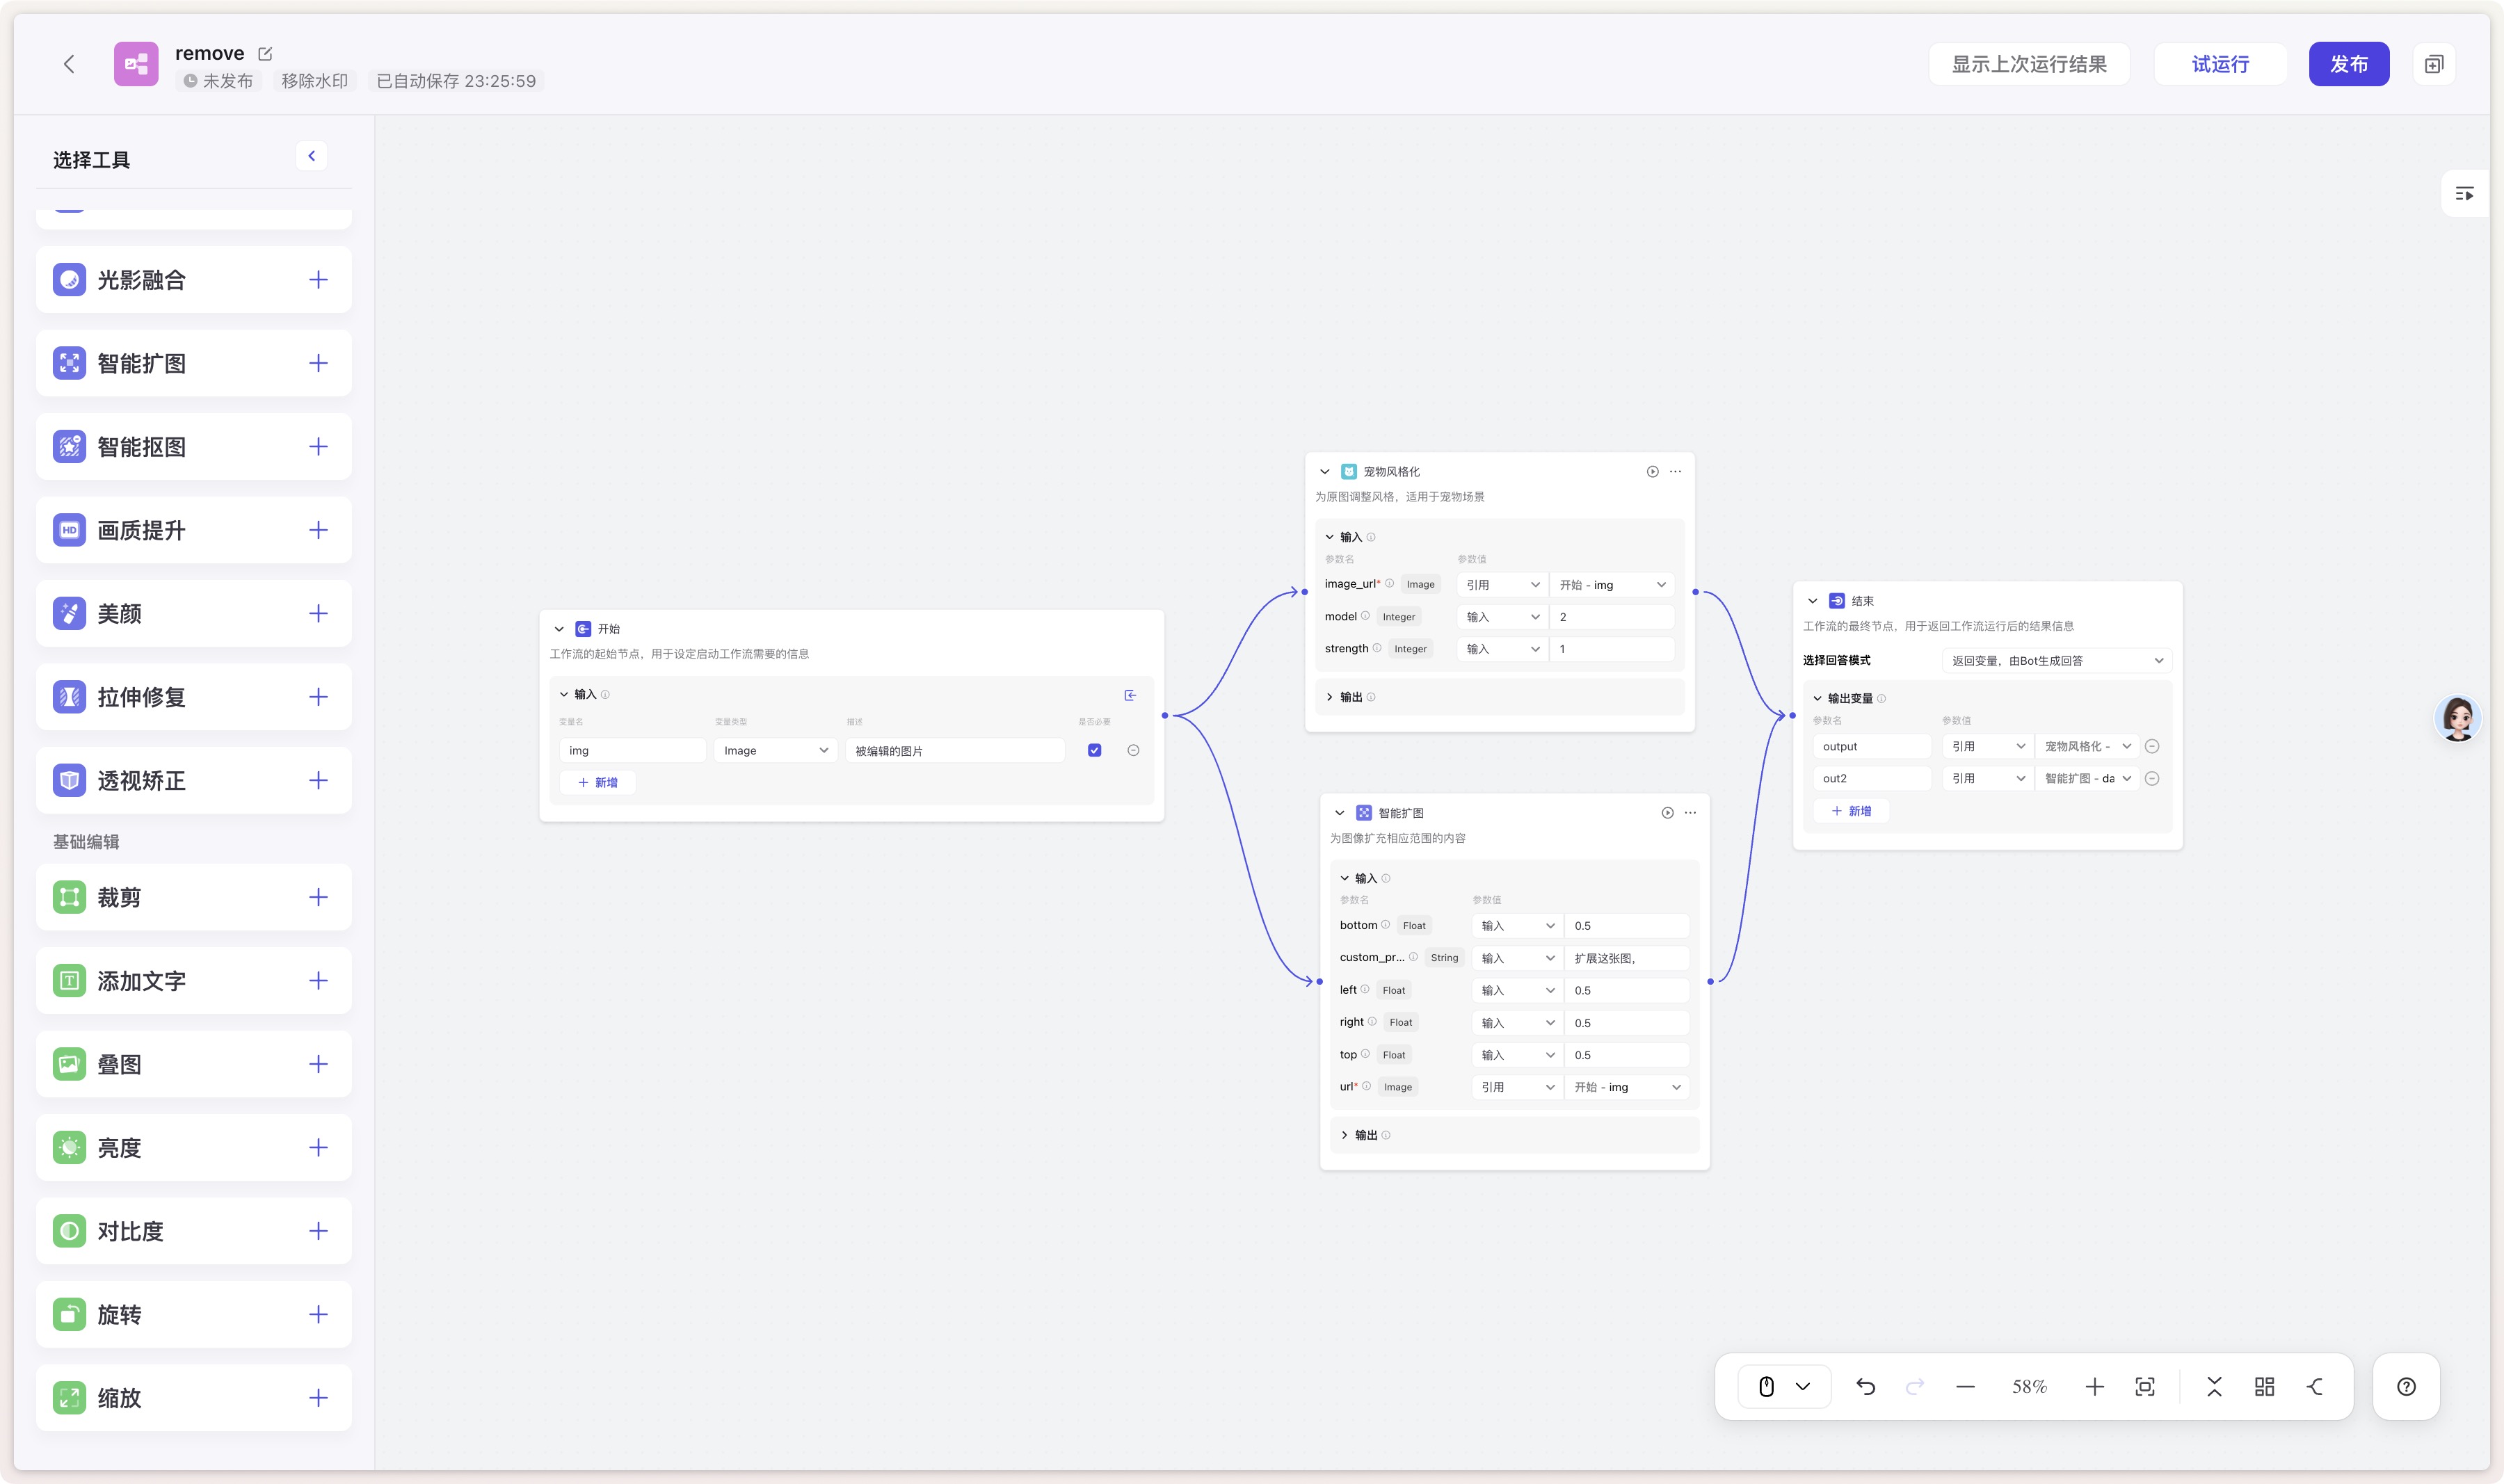 remove
未发布 移除水印 已自动保存 23:25:59
显示上次运行结果 试运行 发布
选择工具
光影融合
智能扩图
智能抠图
HD 画质提升
美颜
拉伸修复
透视矫正
基础编辑
裁剪
T 添加文字
叠图
亮度
对比度
旋转
缩放
开始
工作流的起始节点，用于设定启动工作流需要的信息
输入
变量名 变量类型 描述 是否必要
img Image 被编辑的图片
新增
宠物风格化
为原图调整风格，适用于宠物场景
输入
参数名 参数值
image_url* Image 引用 开始 - img
model Integer 输入 2
strength Integer 输入 1
输出
智能扩图
为图像扩充相应范围的内容
输入
参数名 参数值
bottom Float 输入 0.5
custom_pr... String 输入 扩展这张图，
left Float 输入 0.5
right Float 输入 0.5
top Float 输入 0.5
url* Image 引用 开始 - img
输出
结束
工作流的最终节点，用于返回工作流运行后的结果信息
选择回答模式 返回变量，由Bot生成回答
输出变量
参数名 参数值
output 引用 宠物风格化 -
out2 引用 智能扩图 - da
新增
58%